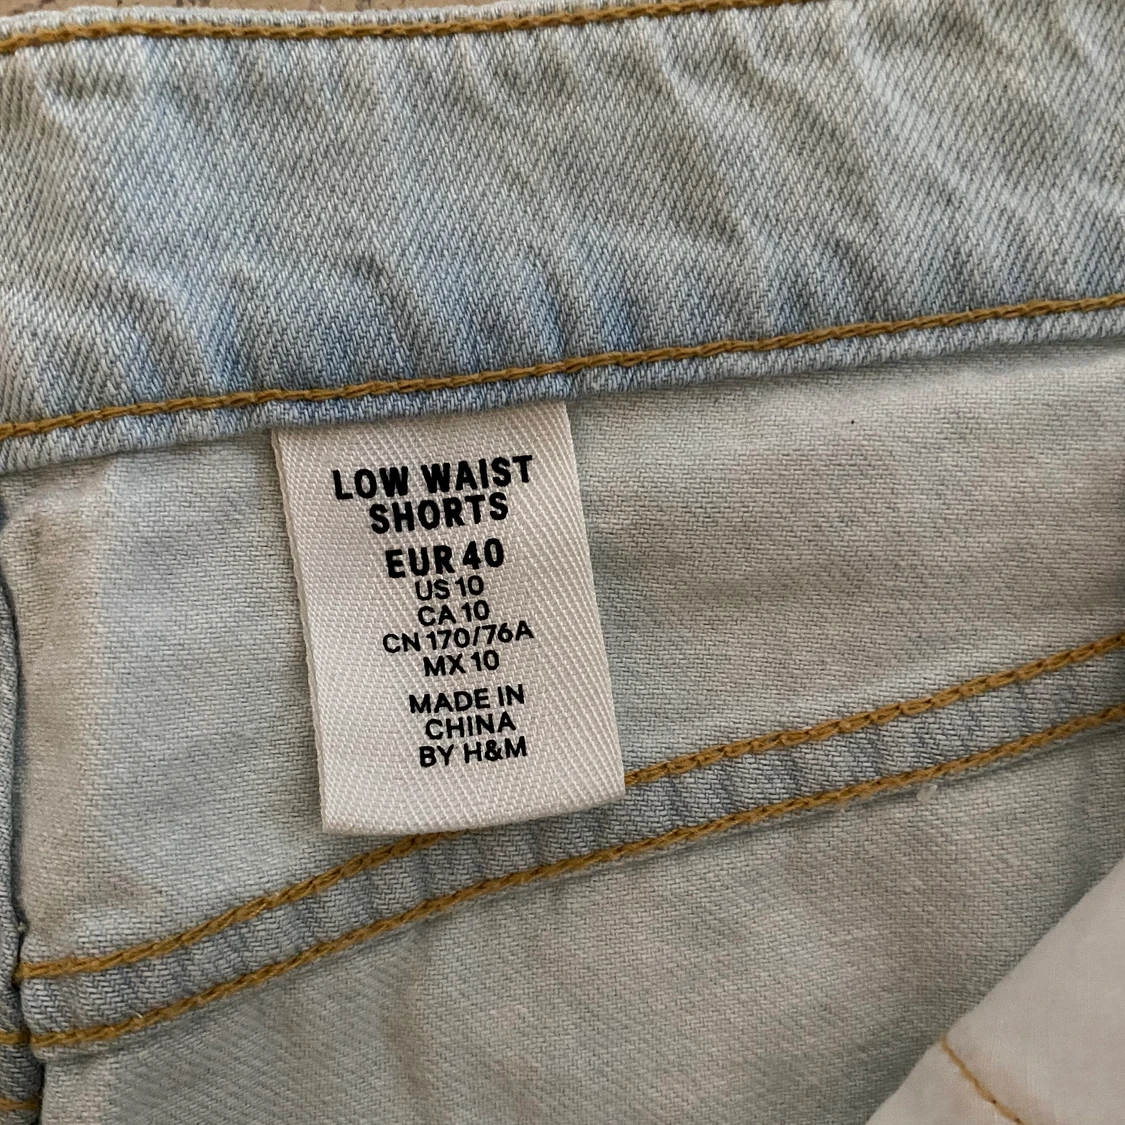 LOW WAIST
SHORTS
EUR 40
US 10
CA 10
CN 170/76A
MX 10
MADE IN
CHINA
BY H&M